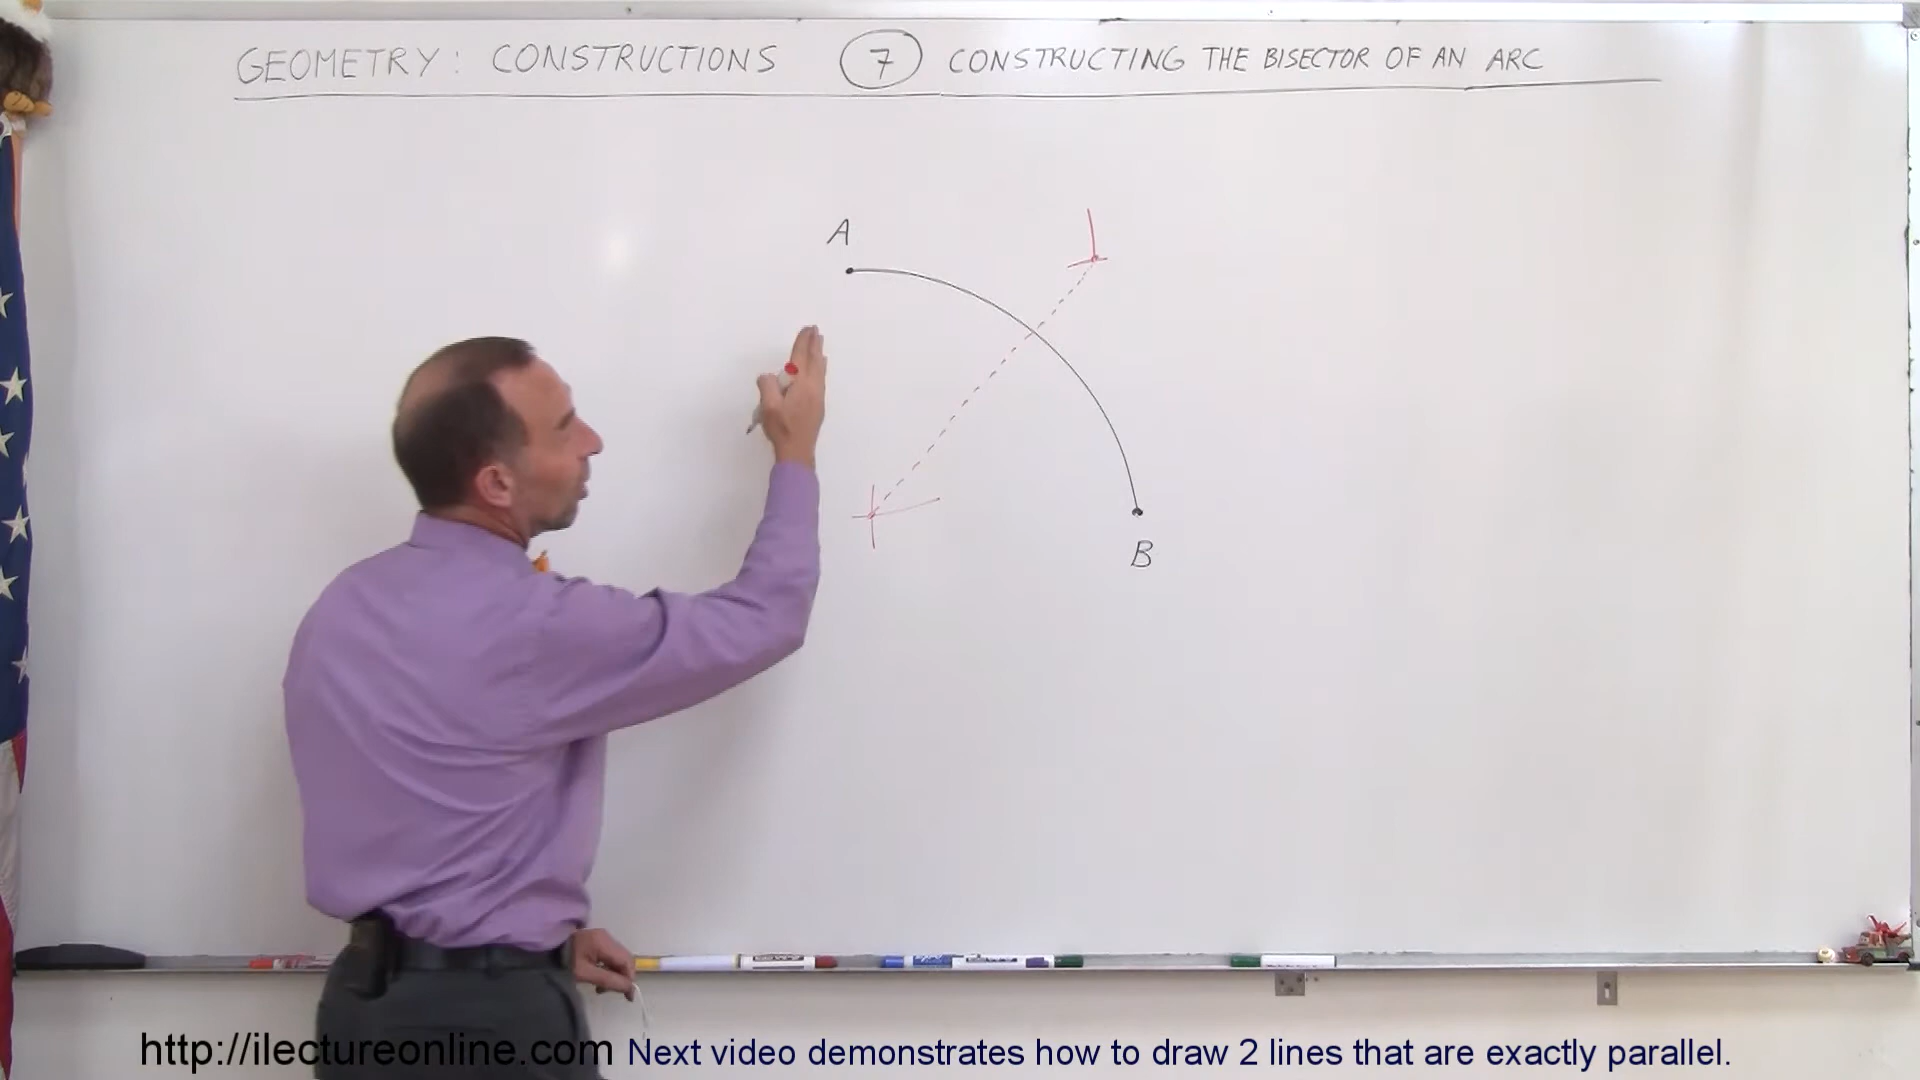 GEOMETRY: CONSTRUCTIONS 7 CONSTRUCTING THE BISECTOR OF AN ARC
A
B
http://ilectureonline.com Next video demonstrates how to draw 2 lines that are exactly parallel.